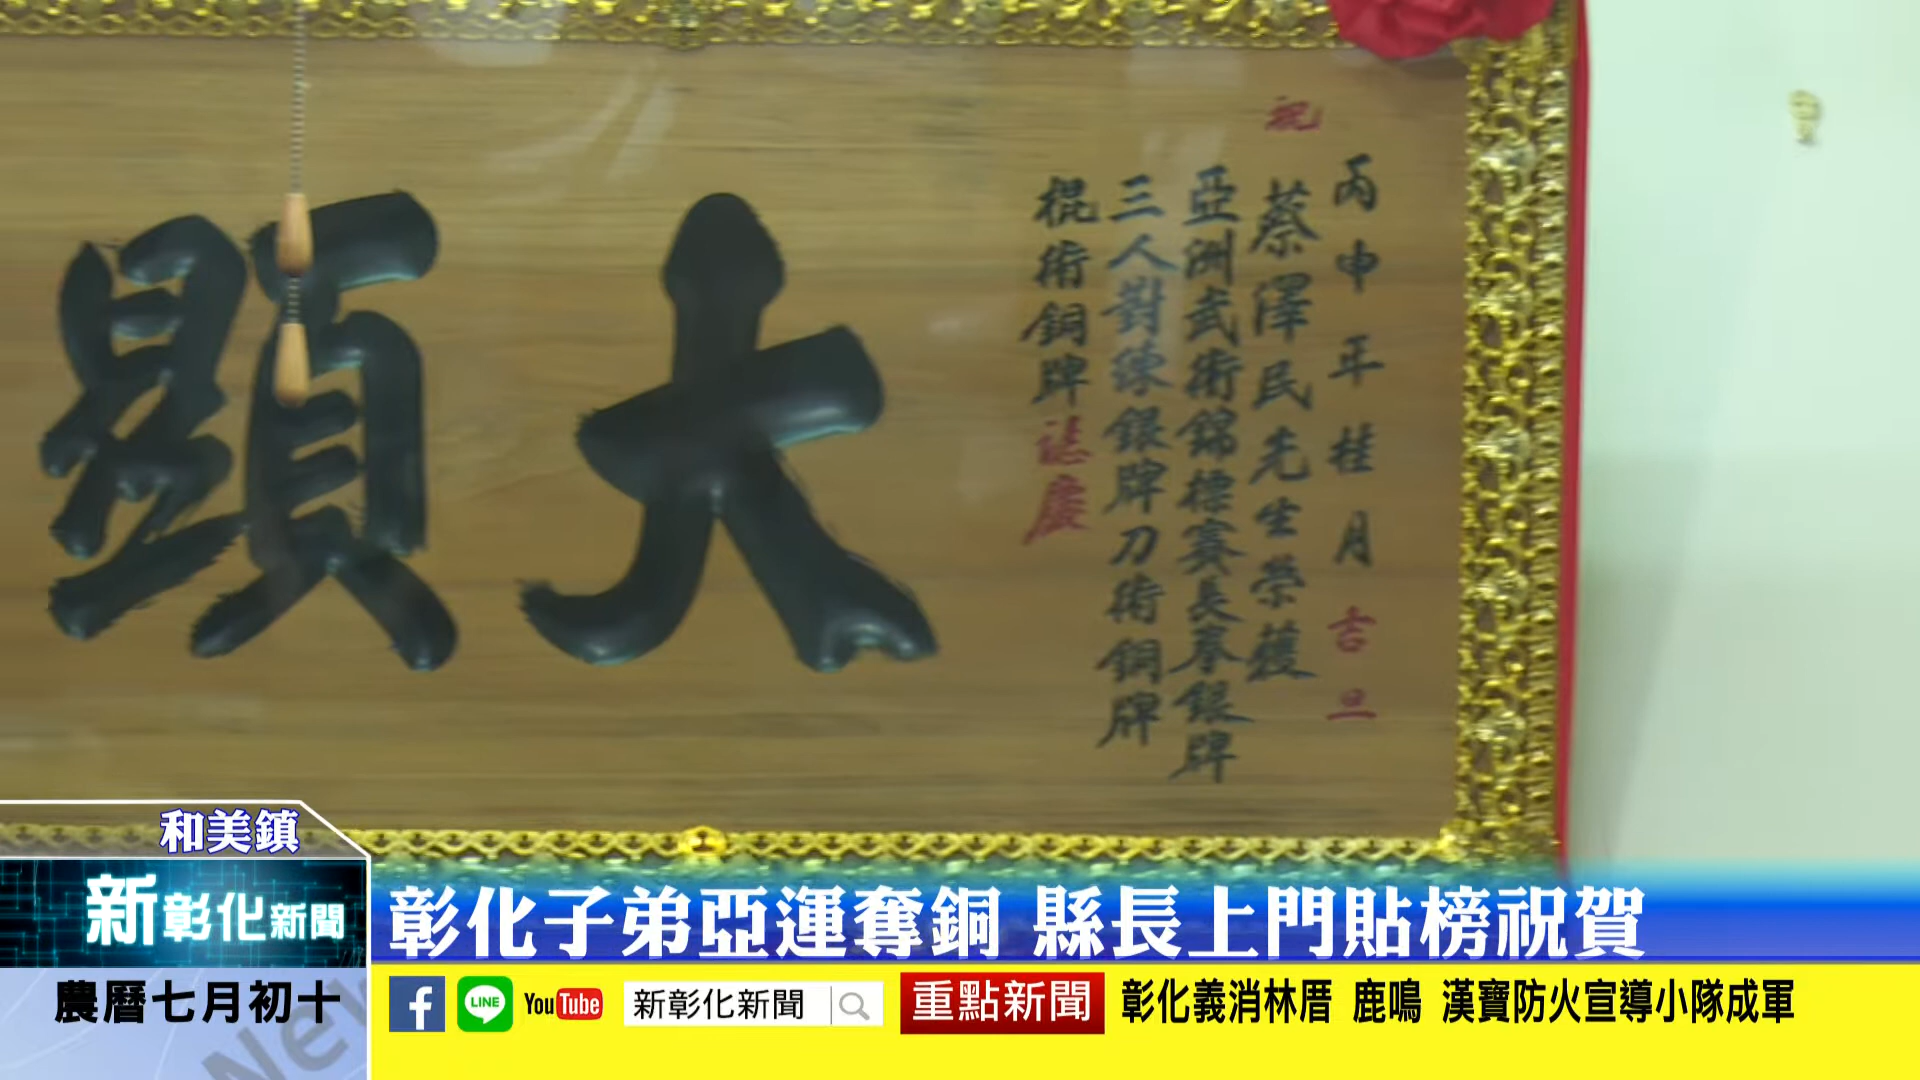 丙申年桂月吉旦
祝
蔡澤民先生榮獲
亞洲武術錦標賽長拳銀牌
三人對練銀牌刀術銅牌
棍術銅牌誌慶
大顯
和美鎮
新彰化新聞
彰化子弟亞運奪銅 縣長上門貼榜祝賀
農曆七月初十
f
LINE
YouTube
新彰化新聞
重點新聞
彰化義消林厝 鹿鳴 漢寶防火宣導小隊成軍
New